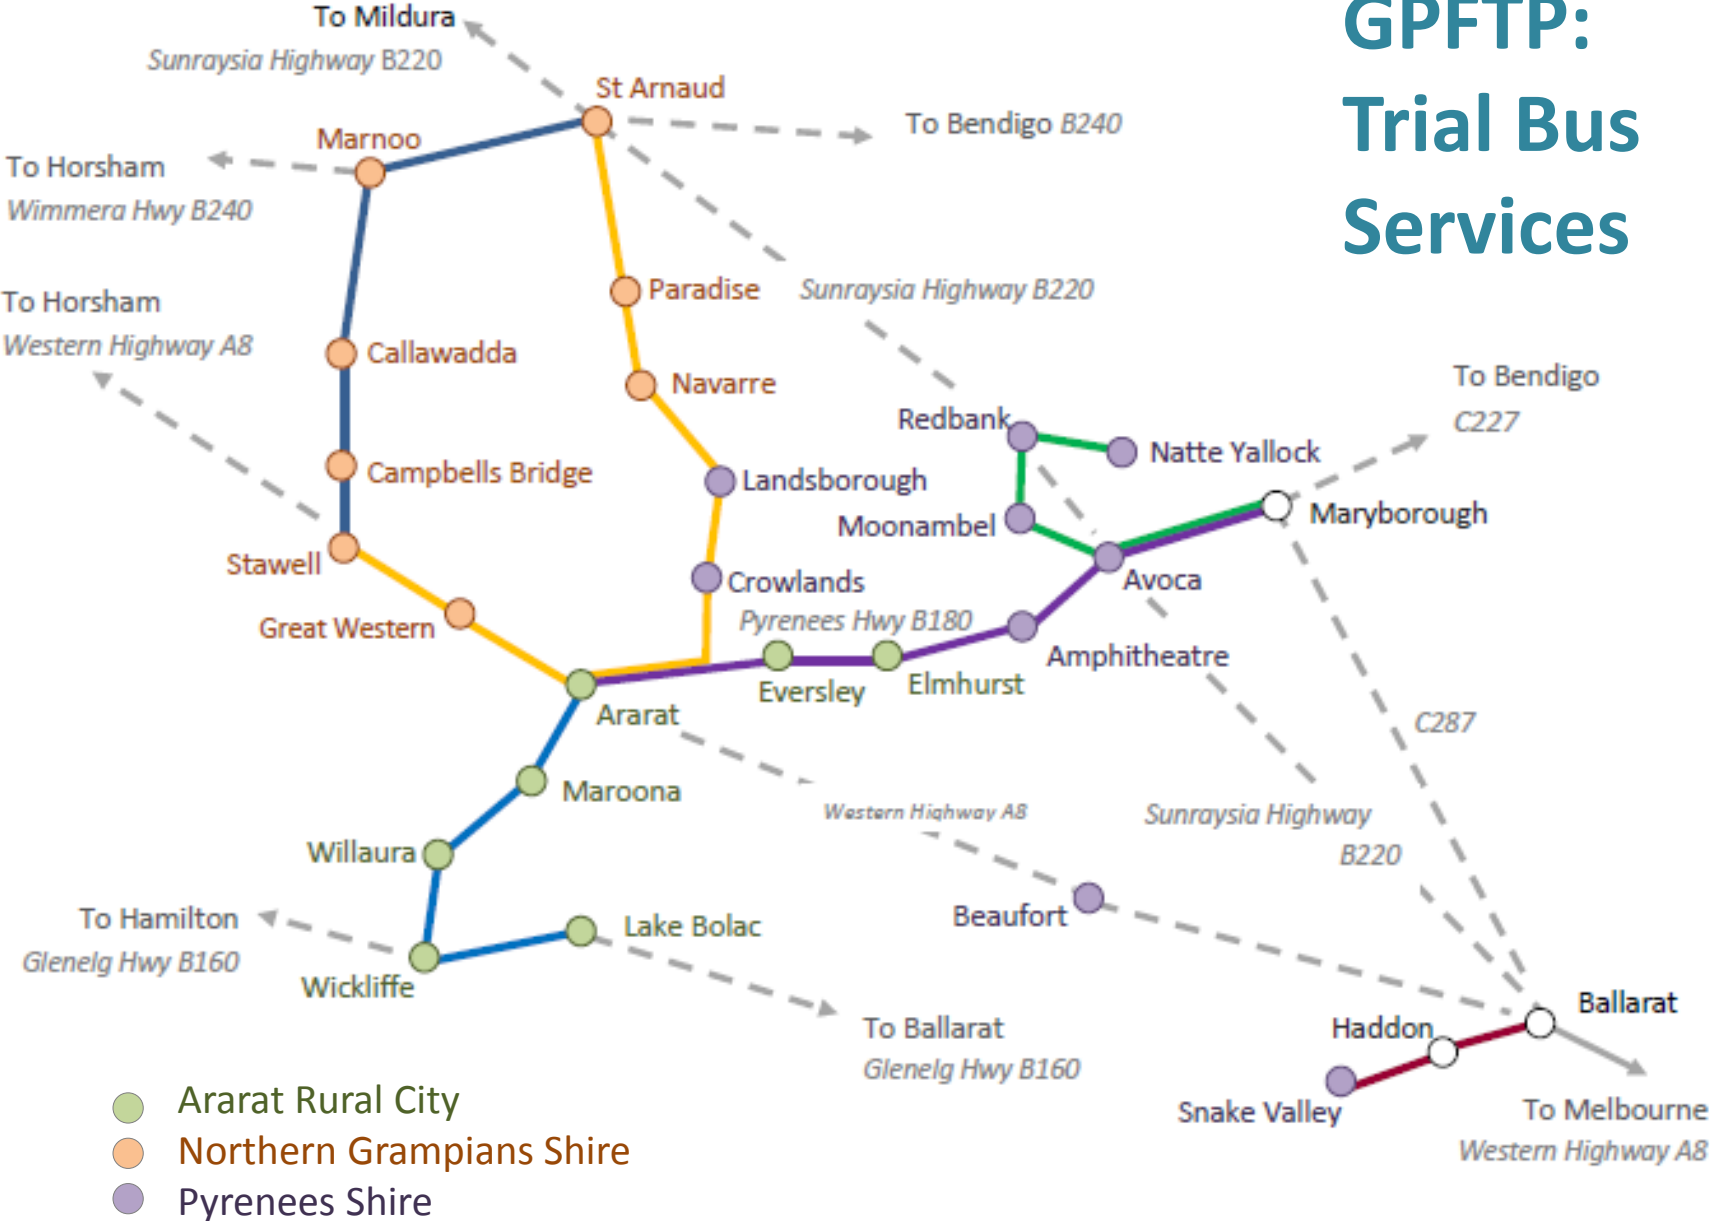 GPFTP:
Trial Bus
Services
To Mildura
Sunraysia Highway B220
St Arnaud
To Bendigo B240
Marnoo
To Horsham
Wimmera Hwy B240
To Horsham
Western Highway A8
Paradise
Sunraysia Highway B220
Callawadda
Navarre
To Bendigo
C227
Redbank
Natte Yallock
Campbells Bridge
Landsborough
Moonambel
Maryborough
Stawell
Crowlands
Avoca
Great Western
Pyrenees Hwy B180
Amphitheatre
Eversley
Elmhurst
Ararat
C287
Maroona
Western Highway A8
Sunraysia Highway
B220
Willaura
Beaufort
To Hamilton
Glenelg Hwy B160
Lake Bolac
Wickliffe
To Ballarat
Glenelg Hwy B160
Ballarat
Haddon
Snake Valley
To Melbourne
Western Highway A8
Ararat Rural City
Northern Grampians Shire
Pyrenees Shire